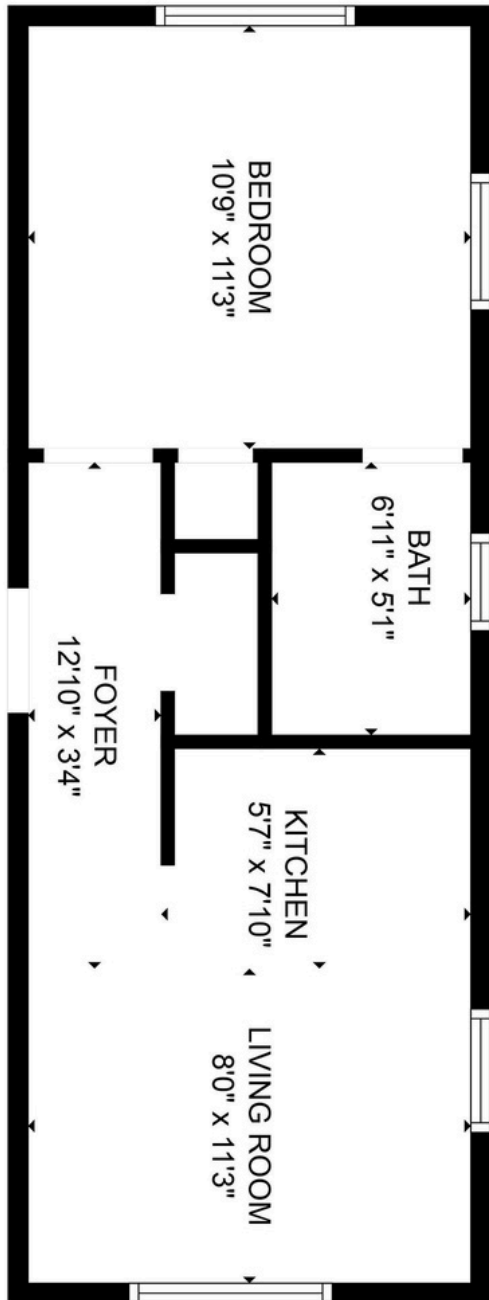 BEDROOM
10'9" x 11'3"
BATH
6'11" x 5'1"
FOYER
12'10" x 3'4"
KITCHEN
5'7" x 7'10"
LIVING ROOM
8'0" x 11'3"